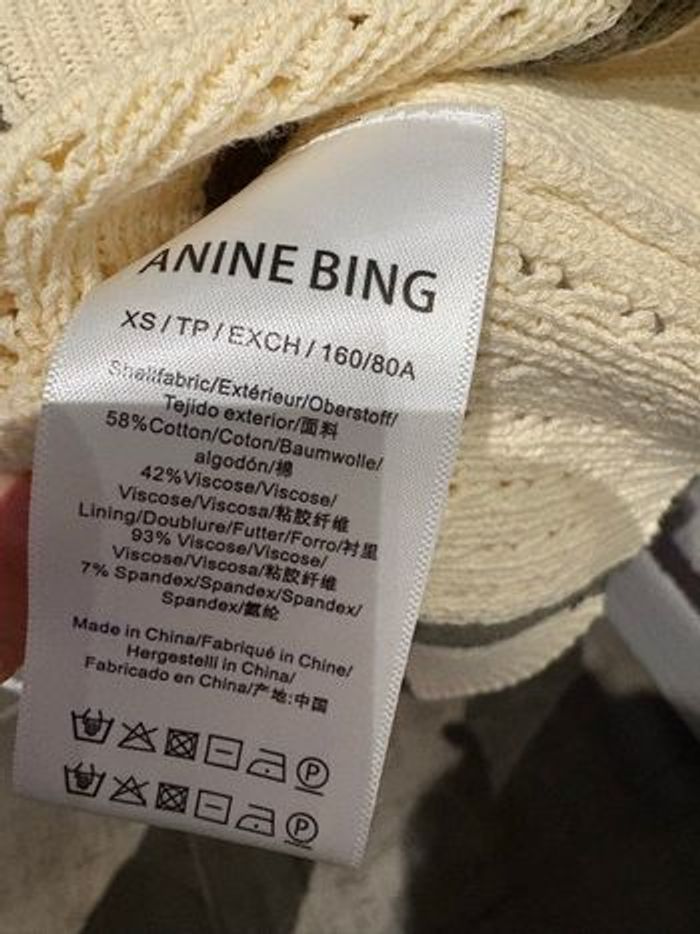 ANINE BING
XS / TP / EXCH / 160/80A
Shellfabric/Extérieur/Oberstoff/
Tejido exterior/面料
58%Cotton/Coton/Baumwolle/
algodón/棉
42%Viscose/Viscose/
Viscose/Viscosa/粘胶纤维
Lining/Doublure/Futter/Forro/衬里
93% Viscose/Viscose/
Viscose/Viscosa/粘胶纤维
7% Spandex/Spandex/Spandex/
Spandex/氨纶
Made in China/Fabriqué in Chine/
Hergestelli in China/
Fabricado en China/产地:中国
P
P